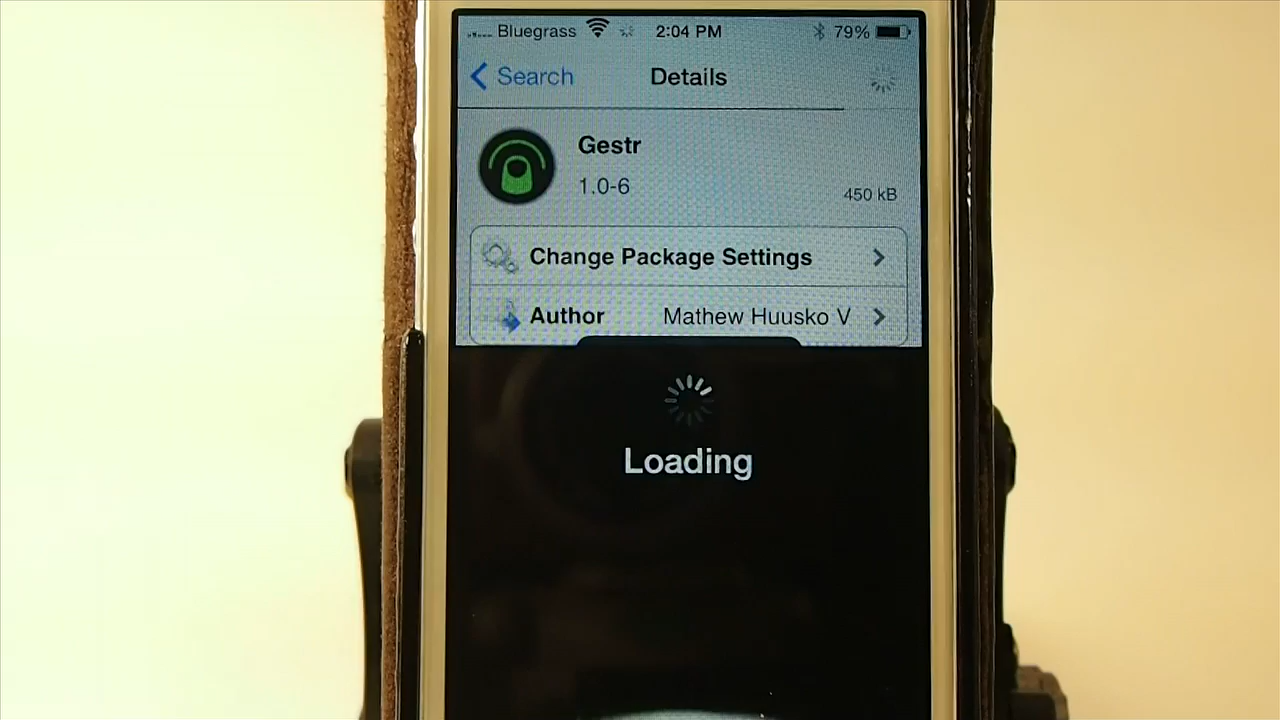 Bluegrass 2:04 PM 79%
Search Details
Gestr
1.0-6 450 kB
Change Package Settings
Author Mathew Huusko V
Loading